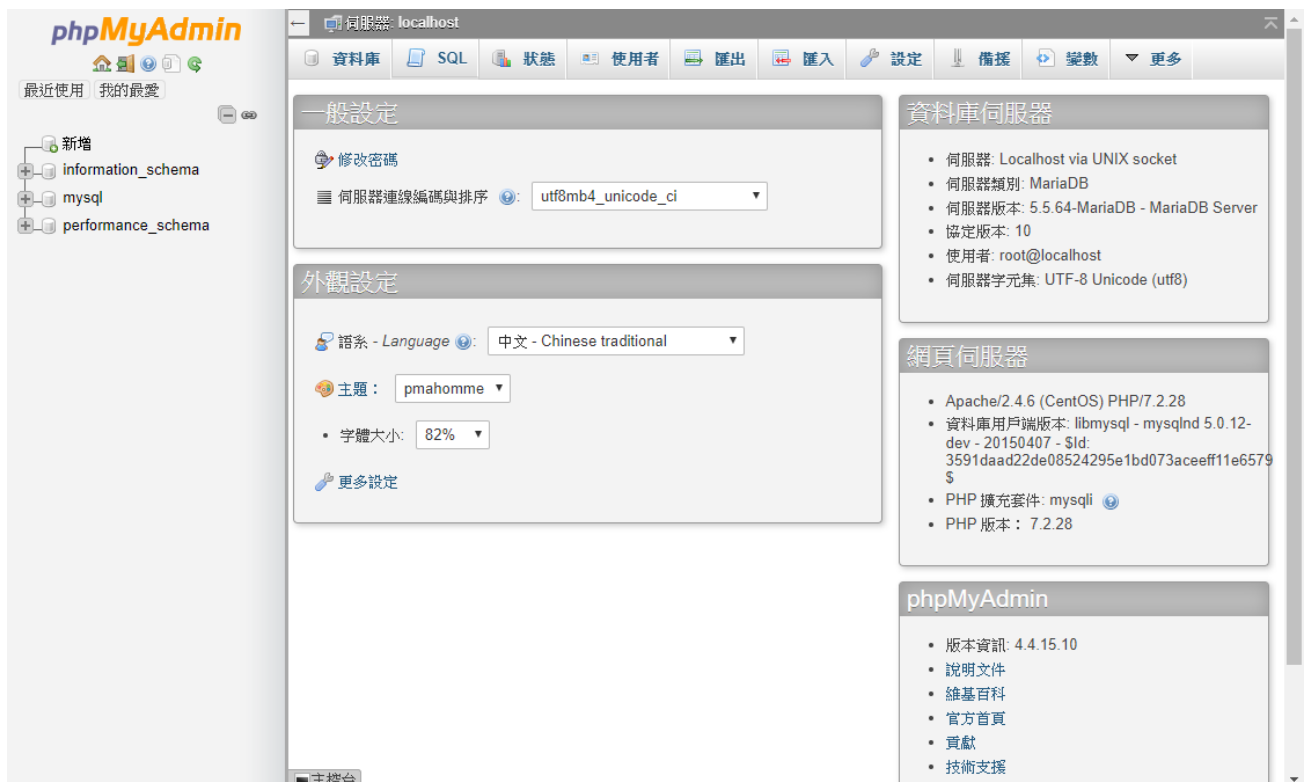 phpMyAdmin
最近使用 我的最愛
新增
information_schema
mysql
performance_schema
伺服器: localhost
資料庫 SQL 狀態 使用者 匯出 匯入 設定 備援 變數 更多
一般設定
修改密碼
伺服器連線編碼與排序 : utf8mb4_unicode_ci
外觀設定
語系 - Language : 中文 - Chinese traditional
主題： pmahomme
字體大小: 82%
更多設定
資料庫伺服器
伺服器: Localhost via UNIX socket
伺服器類別: MariaDB
伺服器版本: 5.5.64-MariaDB - MariaDB Server
協定版本: 10
使用者: root@localhost
伺服器字元集: UTF-8 Unicode (utf8)
網頁伺服器
Apache/2.4.6 (CentOS) PHP/7.2.28
資料庫用戶端版本: libmysql - mysqlnd 5.0.12-
dev - 20150407 - $Id:
3591daad22de08524295e1bd073aceeff11e6579
$
PHP 擴充套件: mysqli
PHP 版本： 7.2.28
phpMyAdmin
版本資訊: 4.4.15.10
說明文件
維基百科
官方首頁
貢獻
技術支援
主控台